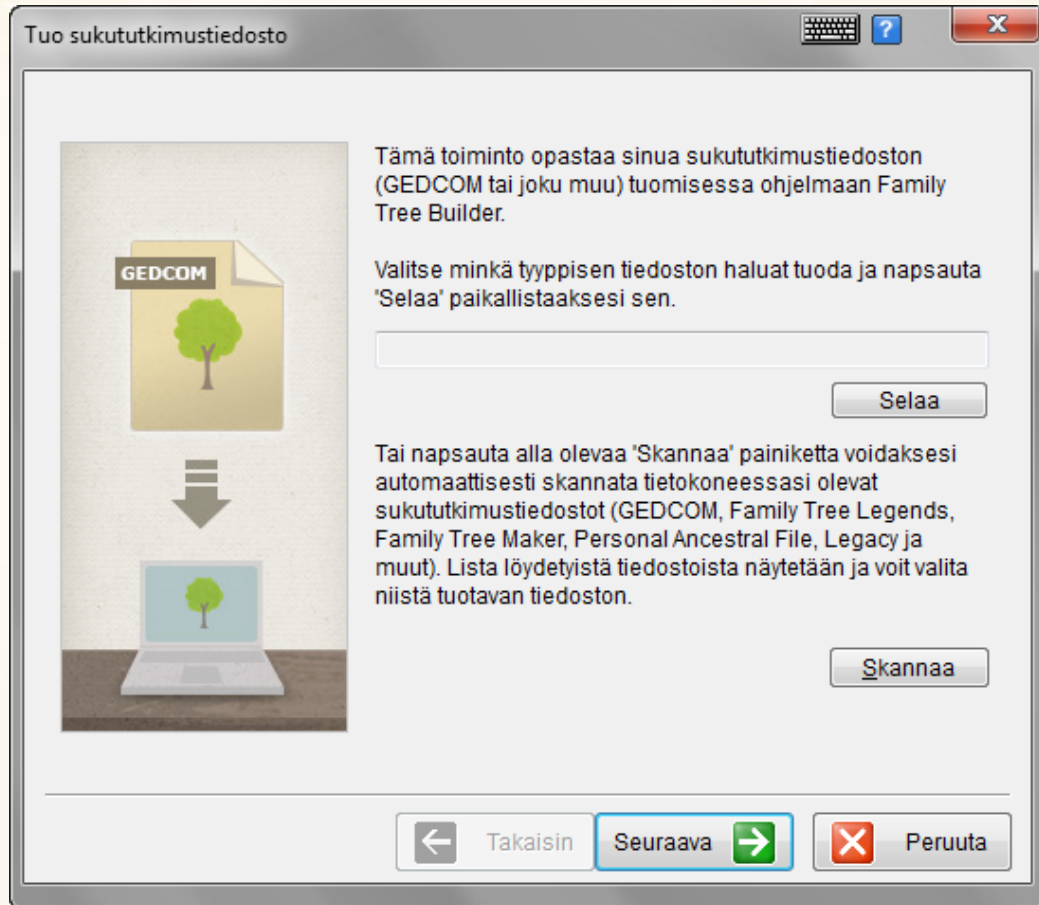 Tuo sukututkimustiedosto
?
X
GEDCOM
Tämä toiminto opastaa sinua sukututkimustiedoston
(GEDCOM tai joku muu) tuomisessa ohjelmaan Family
Tree Builder.
Valitse minkä tyyppisen tiedoston haluat tuoda ja napsauta
'Selaa' paikallistaaksesi sen.
Selaa
Tai napsauta alla olevaa 'Skannaa' painiketta voidaksesi
automaattisesti skannata tietokoneessasi olevat
sukututkimustiedostot (GEDCOM, Family Tree Legends,
Family Tree Maker, Personal Ancestral File, Legacy ja
muut). Lista löydetyistä tiedostoista näytetään ja voit valita
niistä tuotavan tiedoston.
Skannaa
Takaisin
Seuraava
Peruuta